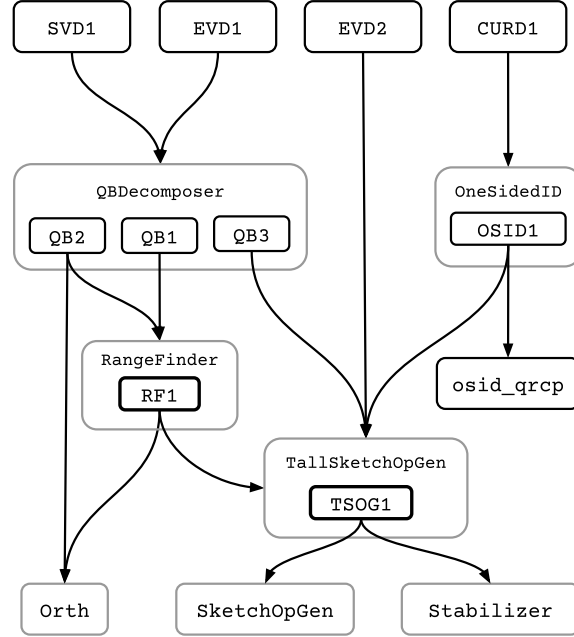 SVD1
EVD1
EVD2
CURD1
QBDecomposer
OneSidedID
QB2
QB1
QB3
OSID1
RangeFinder
RF1
osid_qrcp
TallSketchOpGen
TSOG1
Orth
SketchOpGen
Stabilizer